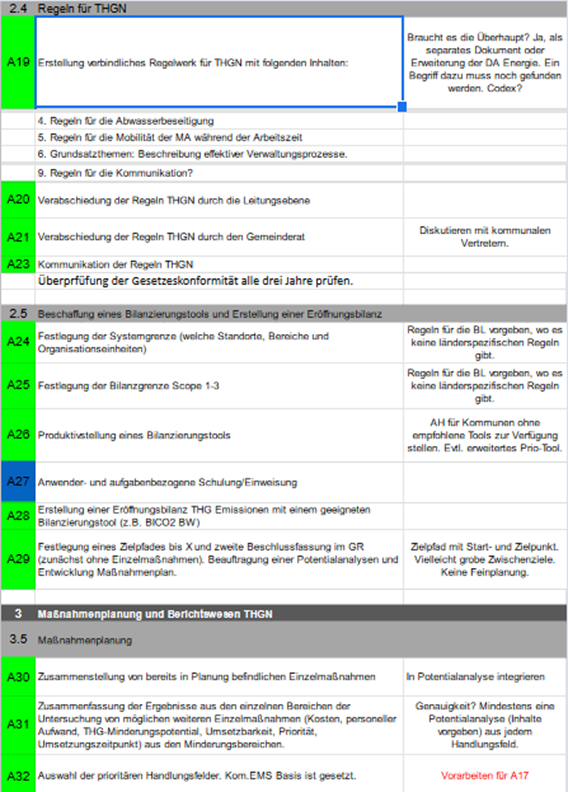 2.4 Regeln für THGN
A19 Erstellung verbindliches Regelwerk für THGN mit folgenden Inhalten:
Braucht es die Überhaupt? Ja, als
separates Dokument oder
Erweiterung der DA Energie. Ein
Begriff dazu muss noch gefunden
werden. Codex?
4. Regeln für die Abwasserbeseitigung
5. Regeln für die Mobilität der MA während der Arbeitszeit
6. Grundsatzthemen: Beschreibung effektiver Verwaltungsprozesse.
9. Regeln für die Kommunikation?
A20 Verabschiedung der Regeln THGN durch die Leitungsebene
A21 Verabschiedung der Regeln THGN durch den Gemeinderat
Diskutieren mit kommunalen
Vertretern.
A23 Kommunikation der Regeln THGN
Überprfüfung der Gesetzeskonformität alle drei Jahre prüfen.
2.5 Beschaffung eines Bilanzierungstools und Erstellung einer Eröffnungsbilanz
A24 Festlegung der Systemgrenze (welche Standorte, Bereiche und
Organisationseinheiten)
Regeln für die BL vorgeben, wo es
keine länderspezifischen Regeln
gibt.
A25 Festlegung der Bilanzgrenze Scope 1-3
Regeln für die BL vorgeben, wo es
keine länderspezifischen Regeln
gibt.
A26 Produktivstellung eines Bilanzierungstools
AH für Kommunen ohne
empfohlene Tools zur Verfügung
stellen. Evtl. erweitertes Prio-Tool.
A27 Anwender- und aufgabenbezogene Schulung/Einweisung
A28 Erstellung einer Eröffnungsbilanz THG Emissionen mit einem geeigneten
Bilanzierungstool (z.B. BICO2 BW)
A29 Festlegung eines Zielpfades bis X und zweite Beschlussfassung im GR
(zunächst ohne Einzelmaßnahmen). Beauftragung einer Potentialanalysen und
Entwicklung Maßnahmenplan.
Zielpfad mit Start- und Zielpunkt.
Vielleicht grobe Zwischenziele.
Keine Feinplanung.
3 Maßnahmenplanung und Berichtswesen THGN
3.5 Maßnahmenplanung
A30 Zusammenstellung von bereits in Planung befindlichen Einzelmaßnahmen
In Potentialanalyse integrieren
A31 Zusammenfassung der Ergebnisse aus den einzelnen Bereichen der
Untersuchung von möglichen weiteren Einzelmaßnahmen (Kosten, personeller
Aufwand, THG-Minderungspotential, Umsetzbarkeit, Priorität,
Umsetzungszeitpunkt) aus den Minderungsbereichen.
Genauigkeit? Mindestens eine
Potentialanalyse (Inhalte
vorgeben) aus jedem
Handlungsfeld.
A32 Auswahl der prioritären Handlungsfelder. Kom.EMS Basis ist gesetzt.
Vorarbeiten für A17